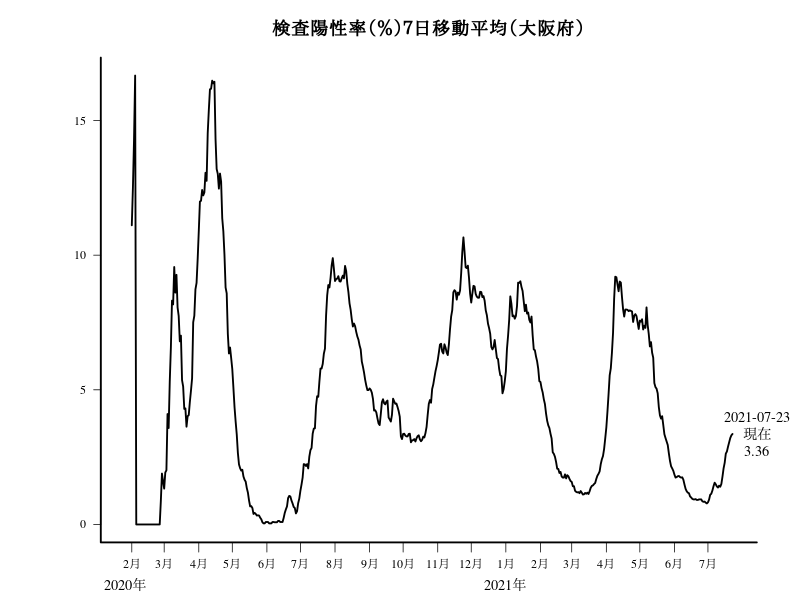 検査陽性率(%)7日移動平均(大阪府)
15
10
5
0
2021-07-23
現在
3.36
2月 3月 4月 5月 6月 7月 8月 9月 10月 11月 12月 1月 2月 3月 4月 5月 6月 7月
2020年 2021年